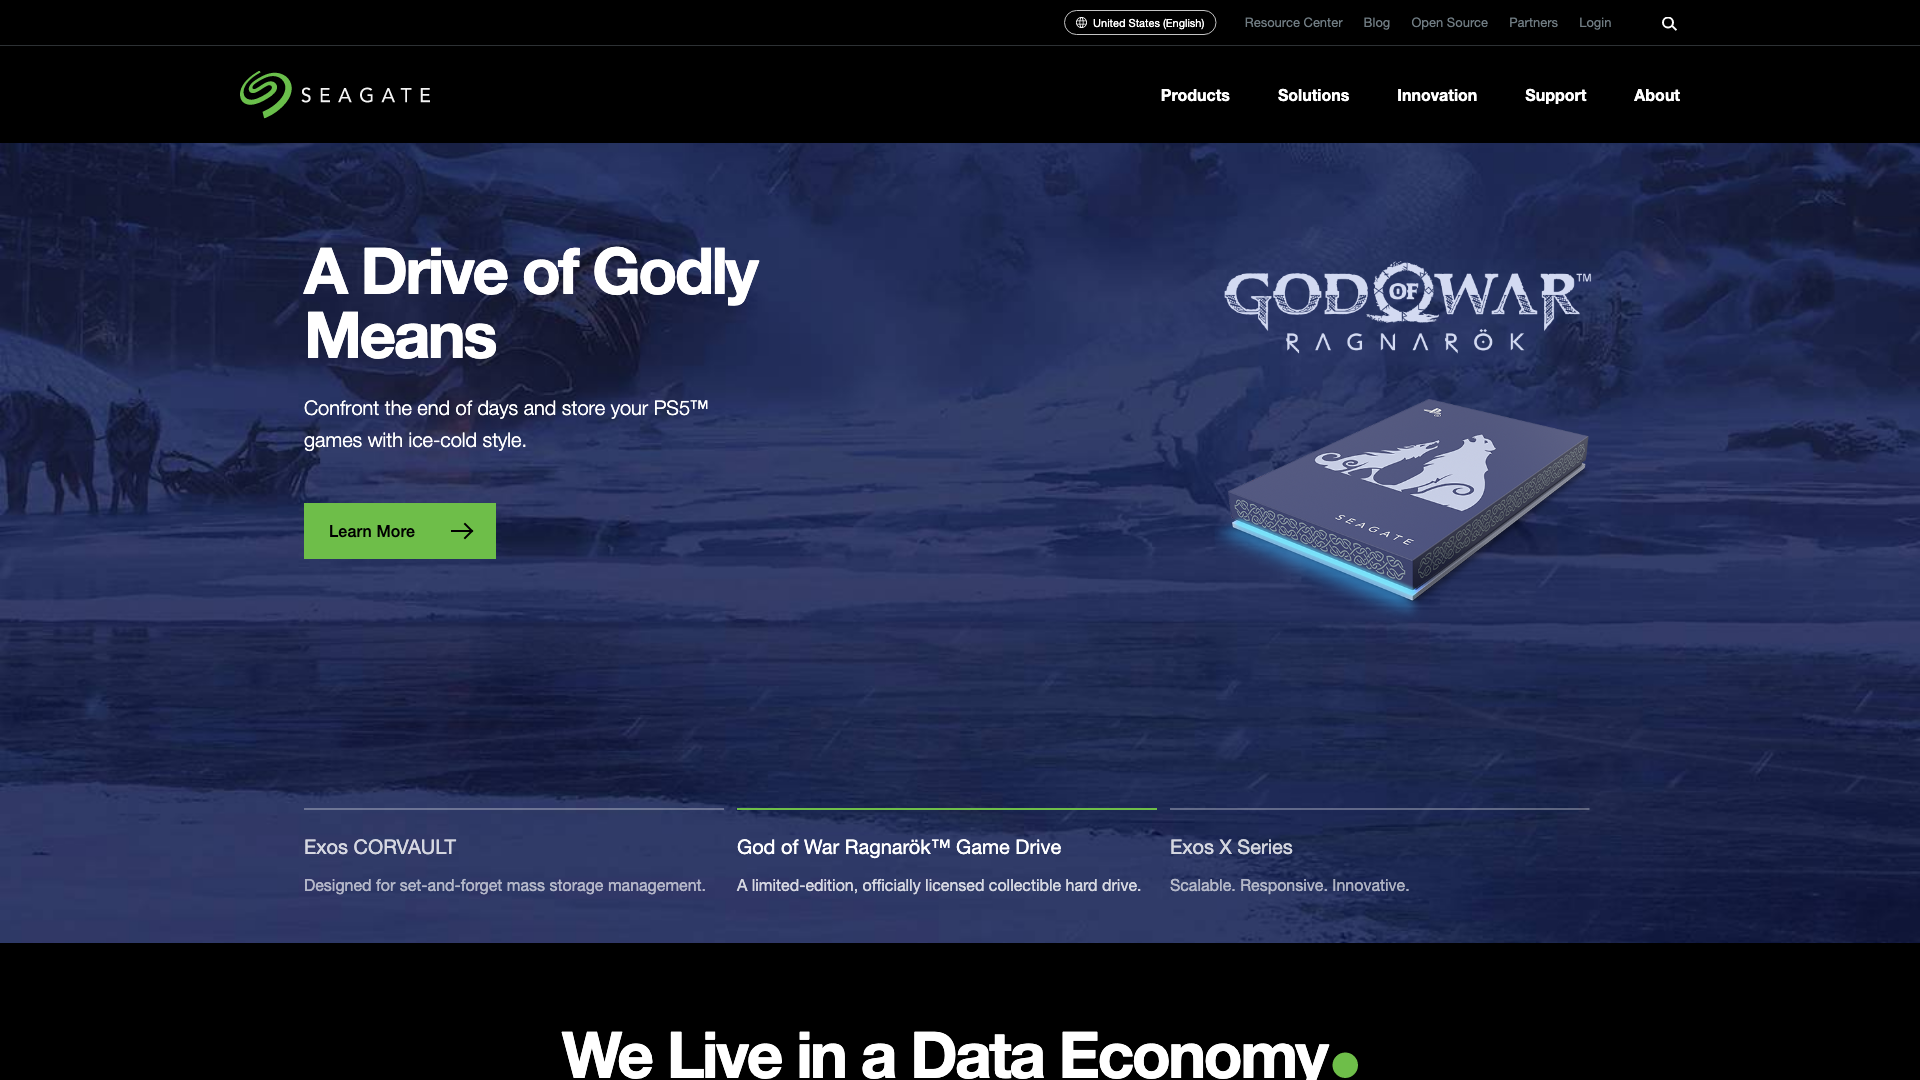 United States (English)
Resource Center
Blog
Open Source
Partners
Login
SEAGATE
Products
Solutions
Innovation
Support
About
A Drive of Godly
Means
Confront the end of days and store your PS5™
games with ice-cold style.
Learn More
GOD OF WAR™
RAGNARÖK
SEAGATE
Exos CORVAULT
Designed for set-and-forget mass storage management.
God of War Ragnarök™ Game Drive
A limited-edition, officially licensed collectible hard drive.
Exos X Series
Scalable. Responsive. Innovative.
We Live in a Data Economy.